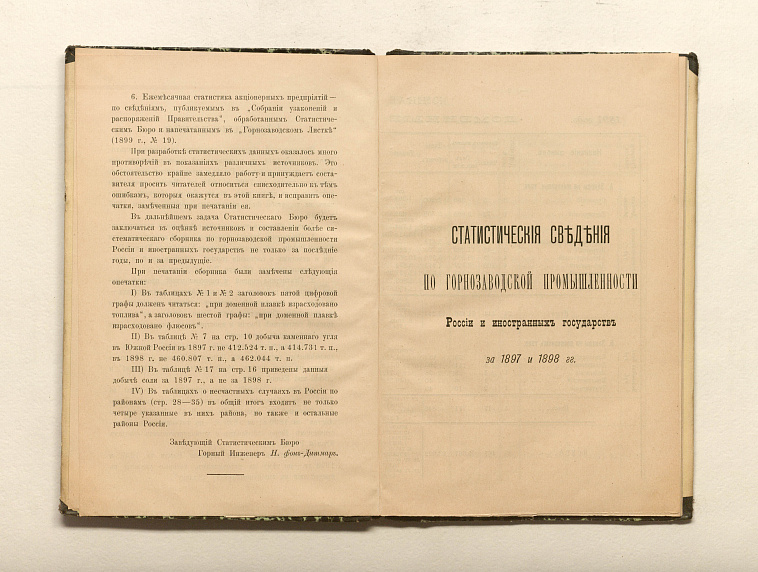 6. Ежемѣсячная статистика акціонерныхъ предпріятій —
по свѣдѣніямъ, публикуемымъ въ „Собраніи узаконеній и
распоряженій Правительства“, обработаннымъ Статистиче-
скимъ Бюро и напечатаннымъ въ „Горнозаводскомъ Листкѣ“
(1899 г., № 19).
При разработкѣ статистическихъ данныхъ оказалось много
противорѣчій въ показаніяхъ различныхъ источниковъ. Это
обстоятельство крайне замедляло работу и принуждаетъ соста-
вителя просить читателей относиться снисходительно къ тѣмъ
ошибкамъ, которыя окажутся въ этой книгѣ, и исправить опе-
чатки, замѣченныя при печатаніи ея.
Въ дальнѣйшемъ задача Статистическаго Бюро будетъ
заключаться въ оцѣнкѣ источниковъ и составленіи болѣе си-
стематическаго сборника по горнозаводской промышленности
Россіи и иностранныхъ государствъ не только за послѣдніе
годы, но и за предыдущіе.
При печатаніи сборника были замѣчены слѣдующія
опечатки:
I) Въ таблицахъ № 1 и № 2 заголовокъ пятой цифровой
графы долженъ читаться: „при доменной плавкѣ израсходовано
топлива“, а заголовокъ шестой графы: „при доменной плавкѣ
израсходовано флюсовъ“.
II) Въ таблицѣ № 7 на стр. 10 добыча каменнаго угля
въ Южной Россіи въ 1897 г. не 412.524 т. п., а 414.731 т. п.,
въ 1898 г. не 460.807 т. п., а 462.044 т. п.
III) Въ таблицѣ № 17 на стр. 16 приведены данныя
добычѣ соли за 1897 г., а не за 1898 г.
IV) Въ таблицахъ о несчастныхъ случаяхъ въ Россіи по
районамъ (стр. 28—35) въ общій итогъ входятъ не только
четыре указанные въ нихъ района, но также и остальные
районы Россіи.
Завѣдующій Статистическимъ Бюро
Горный Инженеръ Н. фонъ-Дитмаръ.
СТАТИСТИЧЕСКІЯ СВѢДѢНІЯ
ПО ГОРНОЗАВОДСКОЙ ПРОМЫШЛЕННОСТИ
Россіи и иностранныхъ государствъ
за 1897 и 1898 гг.